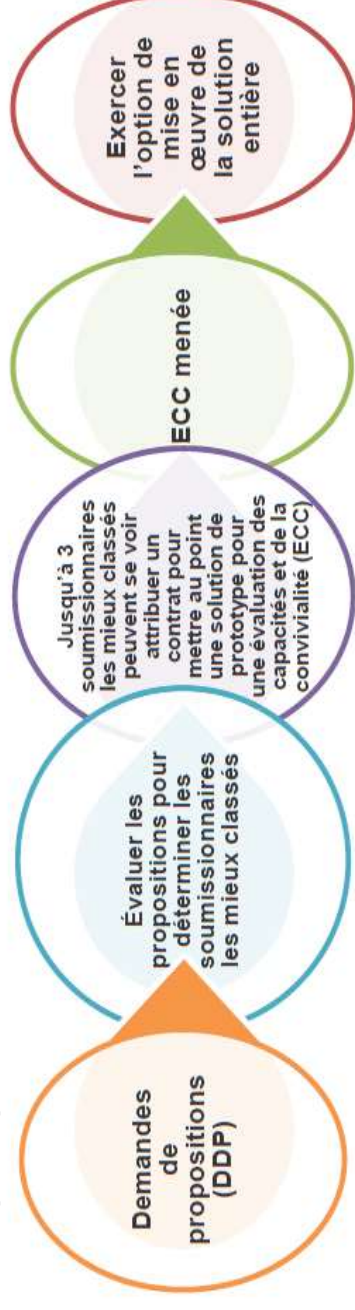 Demandes
de
propositions
(DDP)
Évaluer les
propositions pour
déterminer les
soumissionnaires
les mieux classés
Jusqu'à 3
soumissionnaires
les mieux classés
peuvent se voir
attribuer un
contrat pour
mettre au point
une solution de
prototype pour
une évaluation des
capacités et de la
convivialité (ECC)
ECC menée
Exercer
l'option de
mise en
œuvre de
la solution
entière